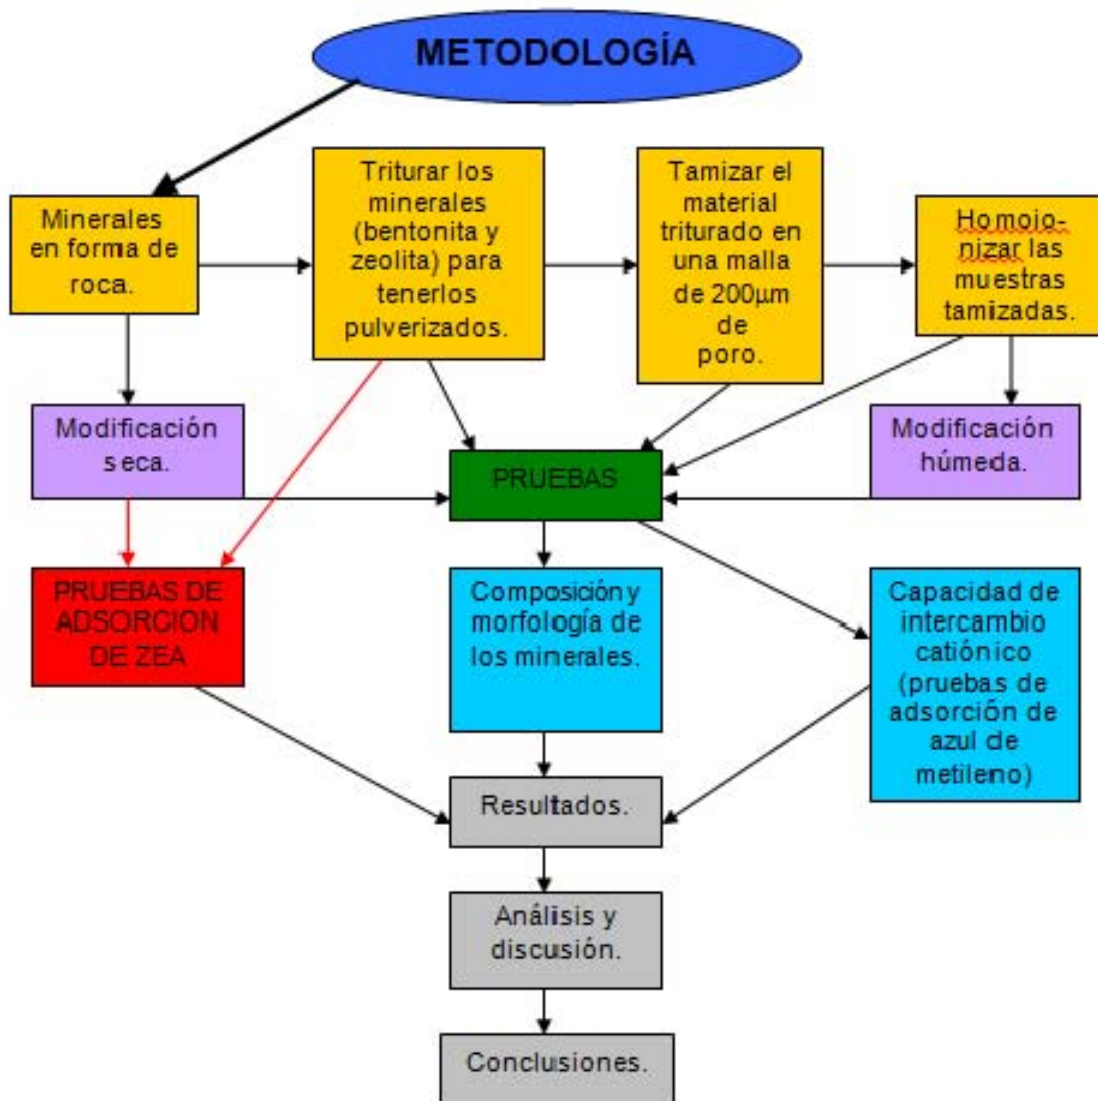 METODOLOGÍA
Minerales
en forma de
roca.
Triturar los
minerales
(bentonita y
zeolita) para
tenerlos
pulverizados.
Tamizar el
material
triturado en
una malla
de 200µm
de
poro.
Homojo-
nizar las
muestras
tamizadas.
Modificación
seca.
PRUEBAS
Modificación
húmeda.
PRUEBAS DE
ADSORCION
DE ZEA
Composición y
morfología de
los minerales.
Capacidad de
intercambio
catiónico
(pruebas de
adsorción de
azul de
metileno)
Resultados.
Análisis y
discusión.
Conclusiones.